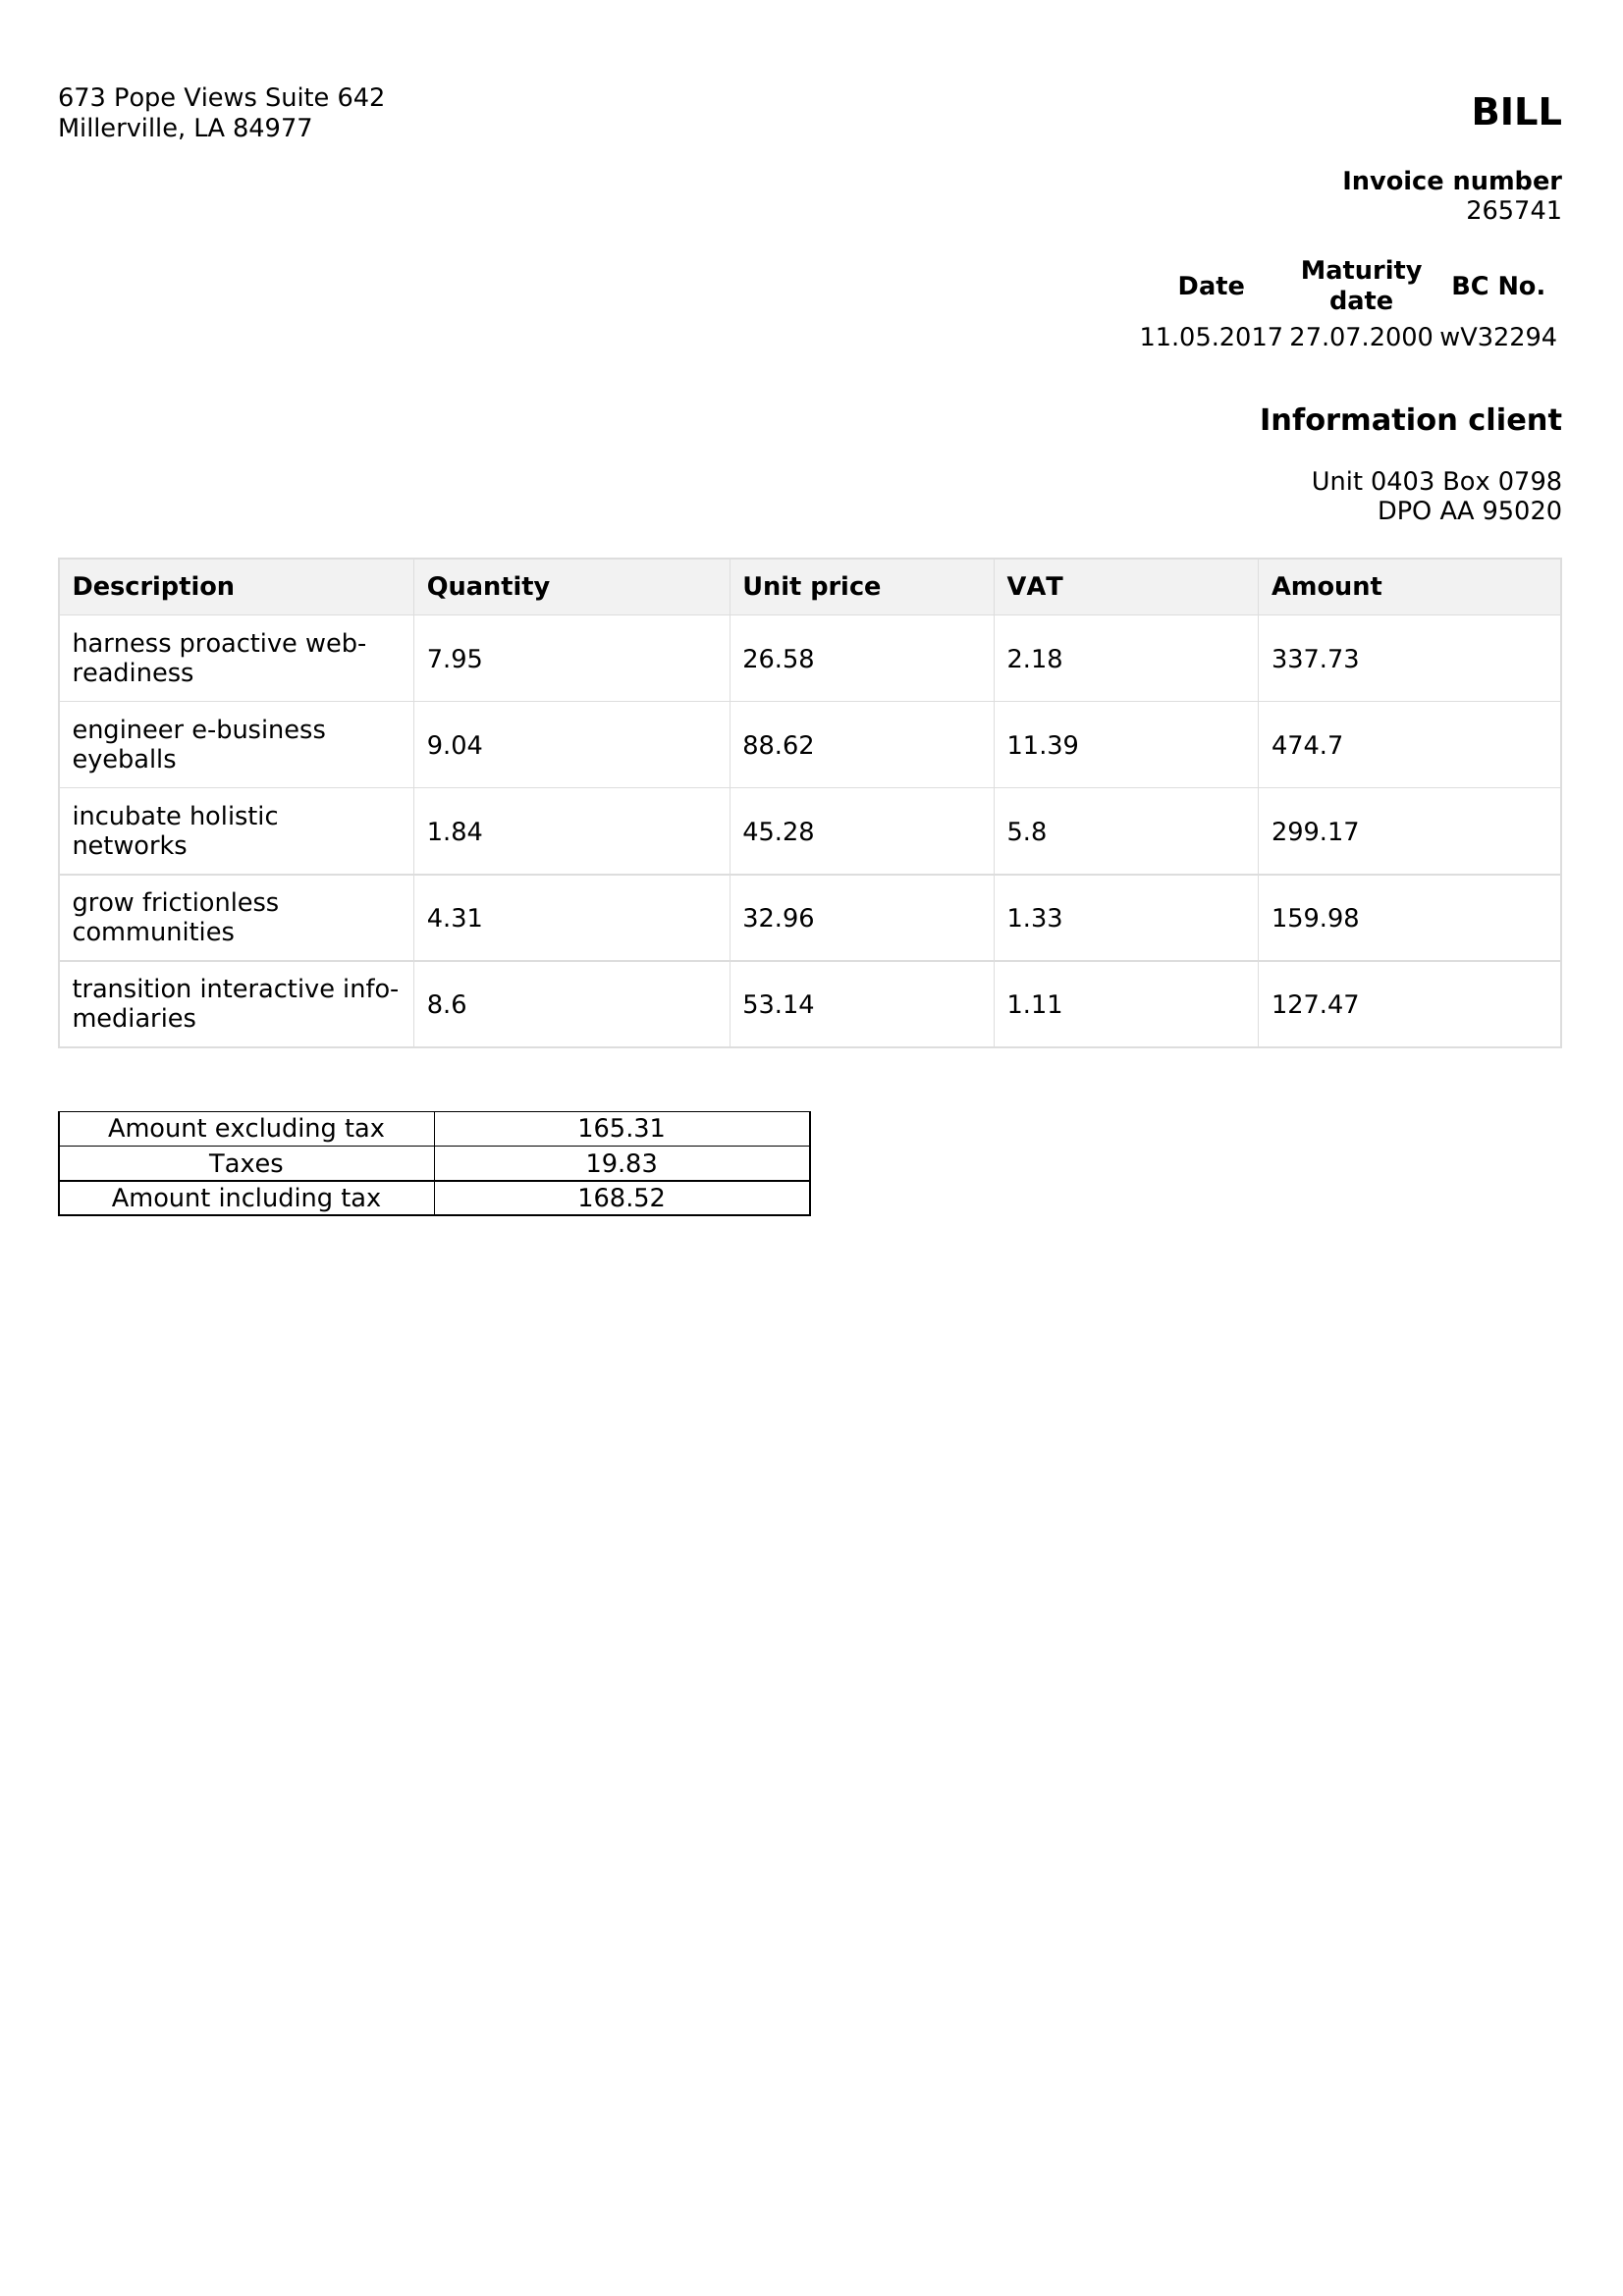 673 Pope Views Suite 642
Millerville, LA 84977
BILL
Invoice number
265741
Date Maturity date BC No.
11.05.2017 27.07.2000 wV32294
Information client
Unit 0403 Box 0798
DPO AA 95020
Description Quantity Unit price VAT Amount
harness proactive web-
readiness 7.95 26.58 2.18 337.73
engineer e-business
eyeballs 9.04 88.62 11.39 474.7
incubate holistic
networks 1.84 45.28 5.8 299.17
grow frictionless
communities 4.31 32.96 1.33 159.98
transition interactive info-
mediaries 8.6 53.14 1.11 127.47
Amount excluding tax 165.31
Taxes 19.83
Amount including tax 168.52